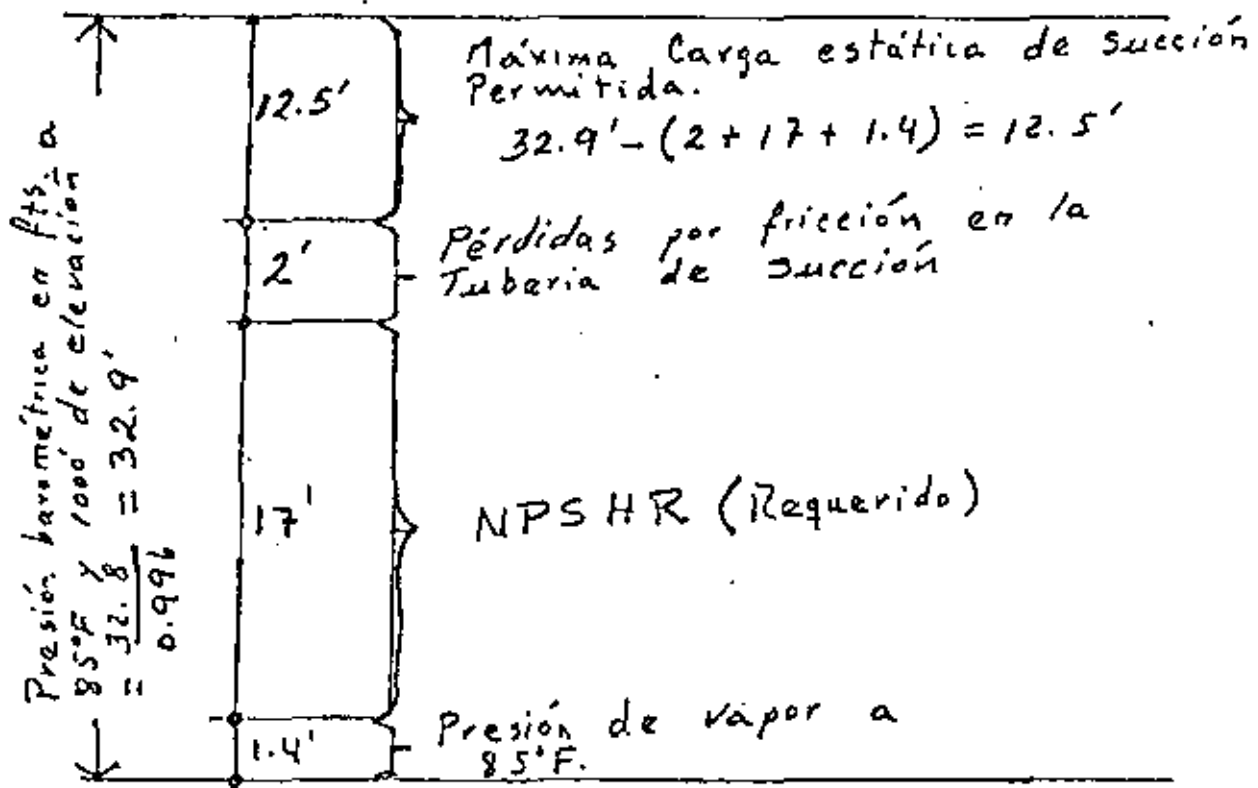 Máxima Carga estática de Succión
Permitida.
32.9' - (2 + 17 + 1.4) = 12.5'
12.5'
Pérdidas por fricción en la
Tuberia de Succión
2'
17'
NPSHR (Requerido)
1.4'
Presión de vapor a
85°F.
Presión barométrica en fts. a
85°F y 1000' de elevación
= 32.8 = 32.9'
0.996